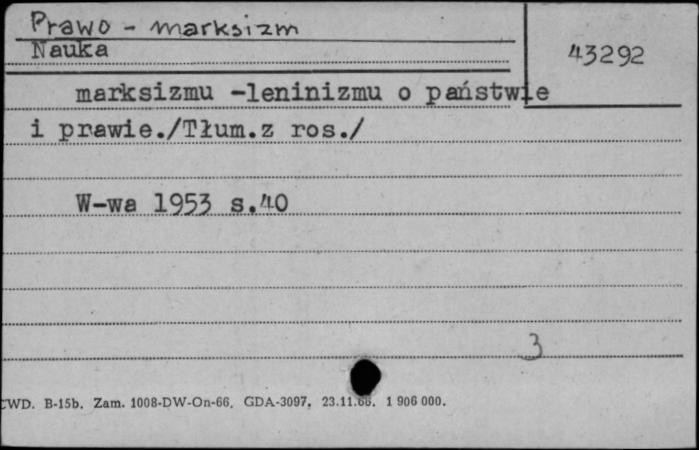 Prawo - marksizm
Nauka
43292
marksizmu -leninizmu o państwie
i prawie./Tłum.z ros./
W-wa 1953 s.40
3
CWD. B-15b. Zam. 1008-DW-On-66. GDA-3097. 23.11.66. 1 906 000.